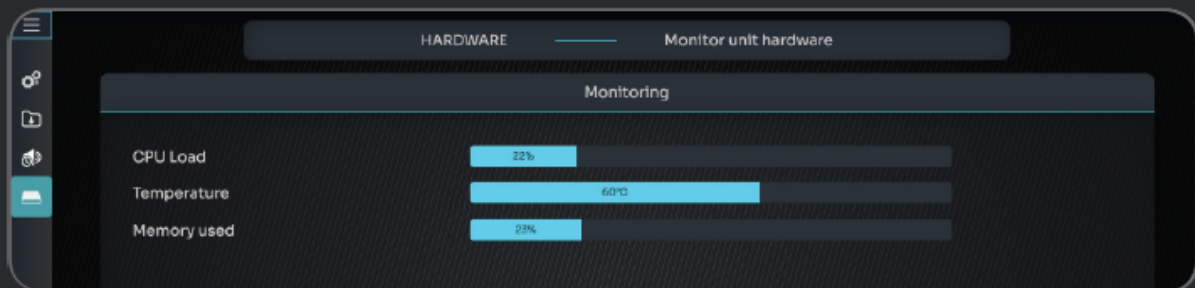 HARDWARE Monitor unit hardware
Monitoring
CPU Load 22%
Temperature 60°C
Memory used 23%